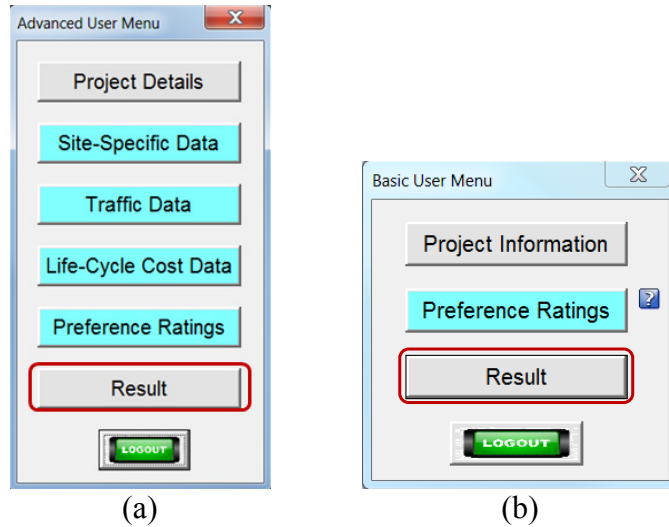 Advanced User Menu
Project Details
Site-Specific Data
Traffic Data
Life-Cycle Cost Data
Preference Ratings
Result
LOGOUT
(a)
Basic User Menu
Project Information
Preference Ratings
?
Result
LOGOUT
(b)